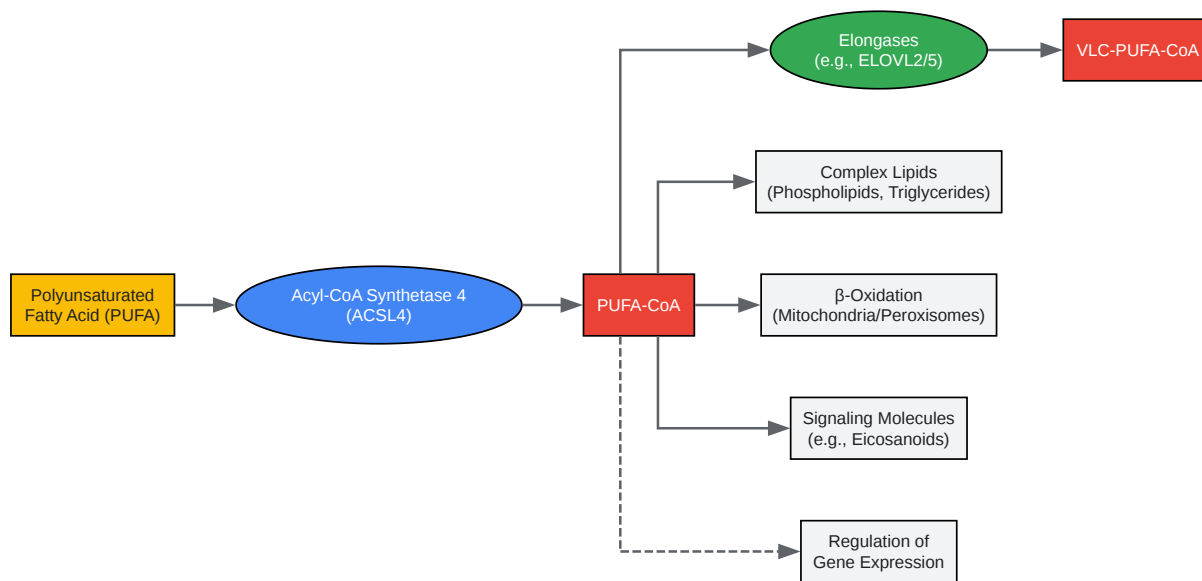 Elongases
(e.g., ELOVL2/5)
VLC-PUFA-CoA
Complex Lipids
(Phospholipids, Triglycerides)
Polyunsaturated
Fatty Acid (PUFA)
Acyl-CoA Synthetase 4
(ACSL4)
PUFA-CoA
β-Oxidation
(Mitochondria/Peroxisomes)
Signaling Molecules
(e.g., Eicosanoids)
Regulation of
Gene Expression